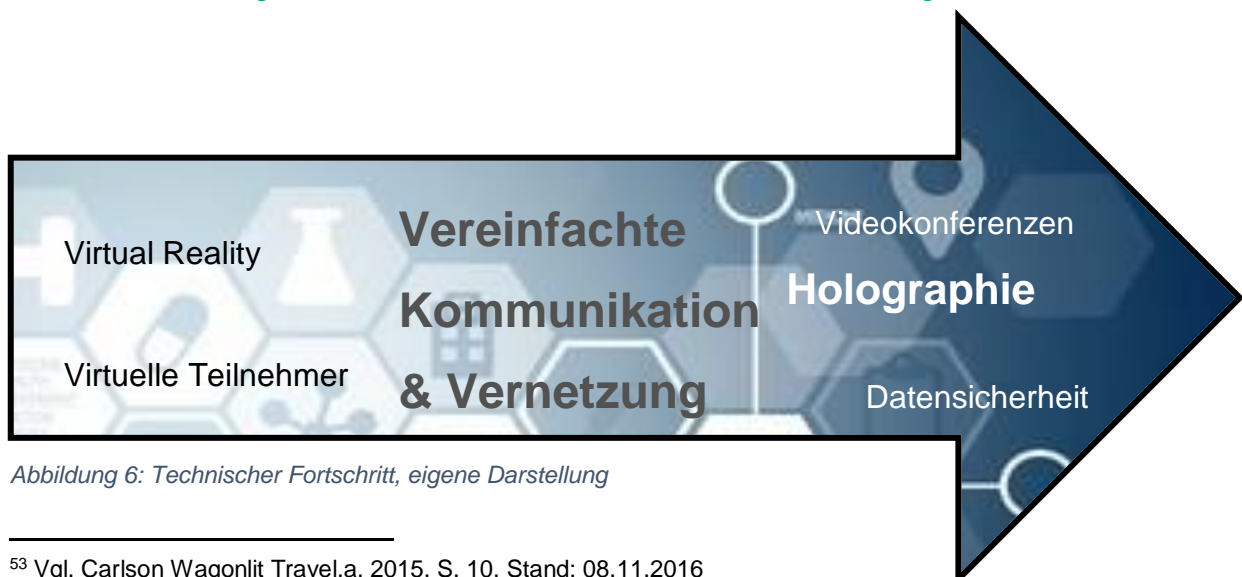 Virtual Reality
Virtuelle Teilnehmer
Vereinfachte
Kommunikation
& Vernetzung
Videokonferenzen
Holographie
Datensicherheit
Abbildung 6: Technischer Fortschritt, eigene Darstellung
53 Vgl. Carlson Wagonlit Travel,a. 2015. S. 10. Stand: 08.11.2016